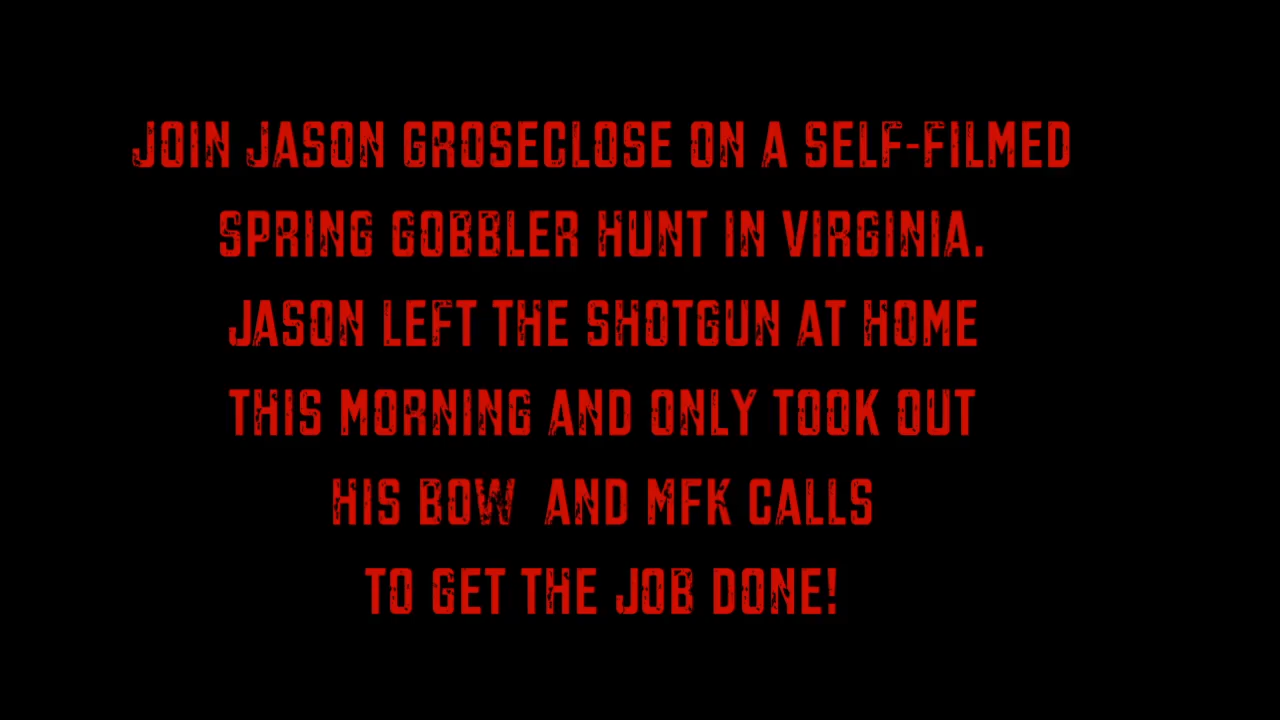 JOIN JASON GROSECLOSE ON A SELF-FILMED
SPRING GOBBLER HUNT IN VIRGINIA.
JASON LEFT THE SHOTGUN AT HOME
THIS MORNING AND ONLY TOOK OUT
HIS BOW  AND MFK CALLS
TO GET THE JOB DONE!